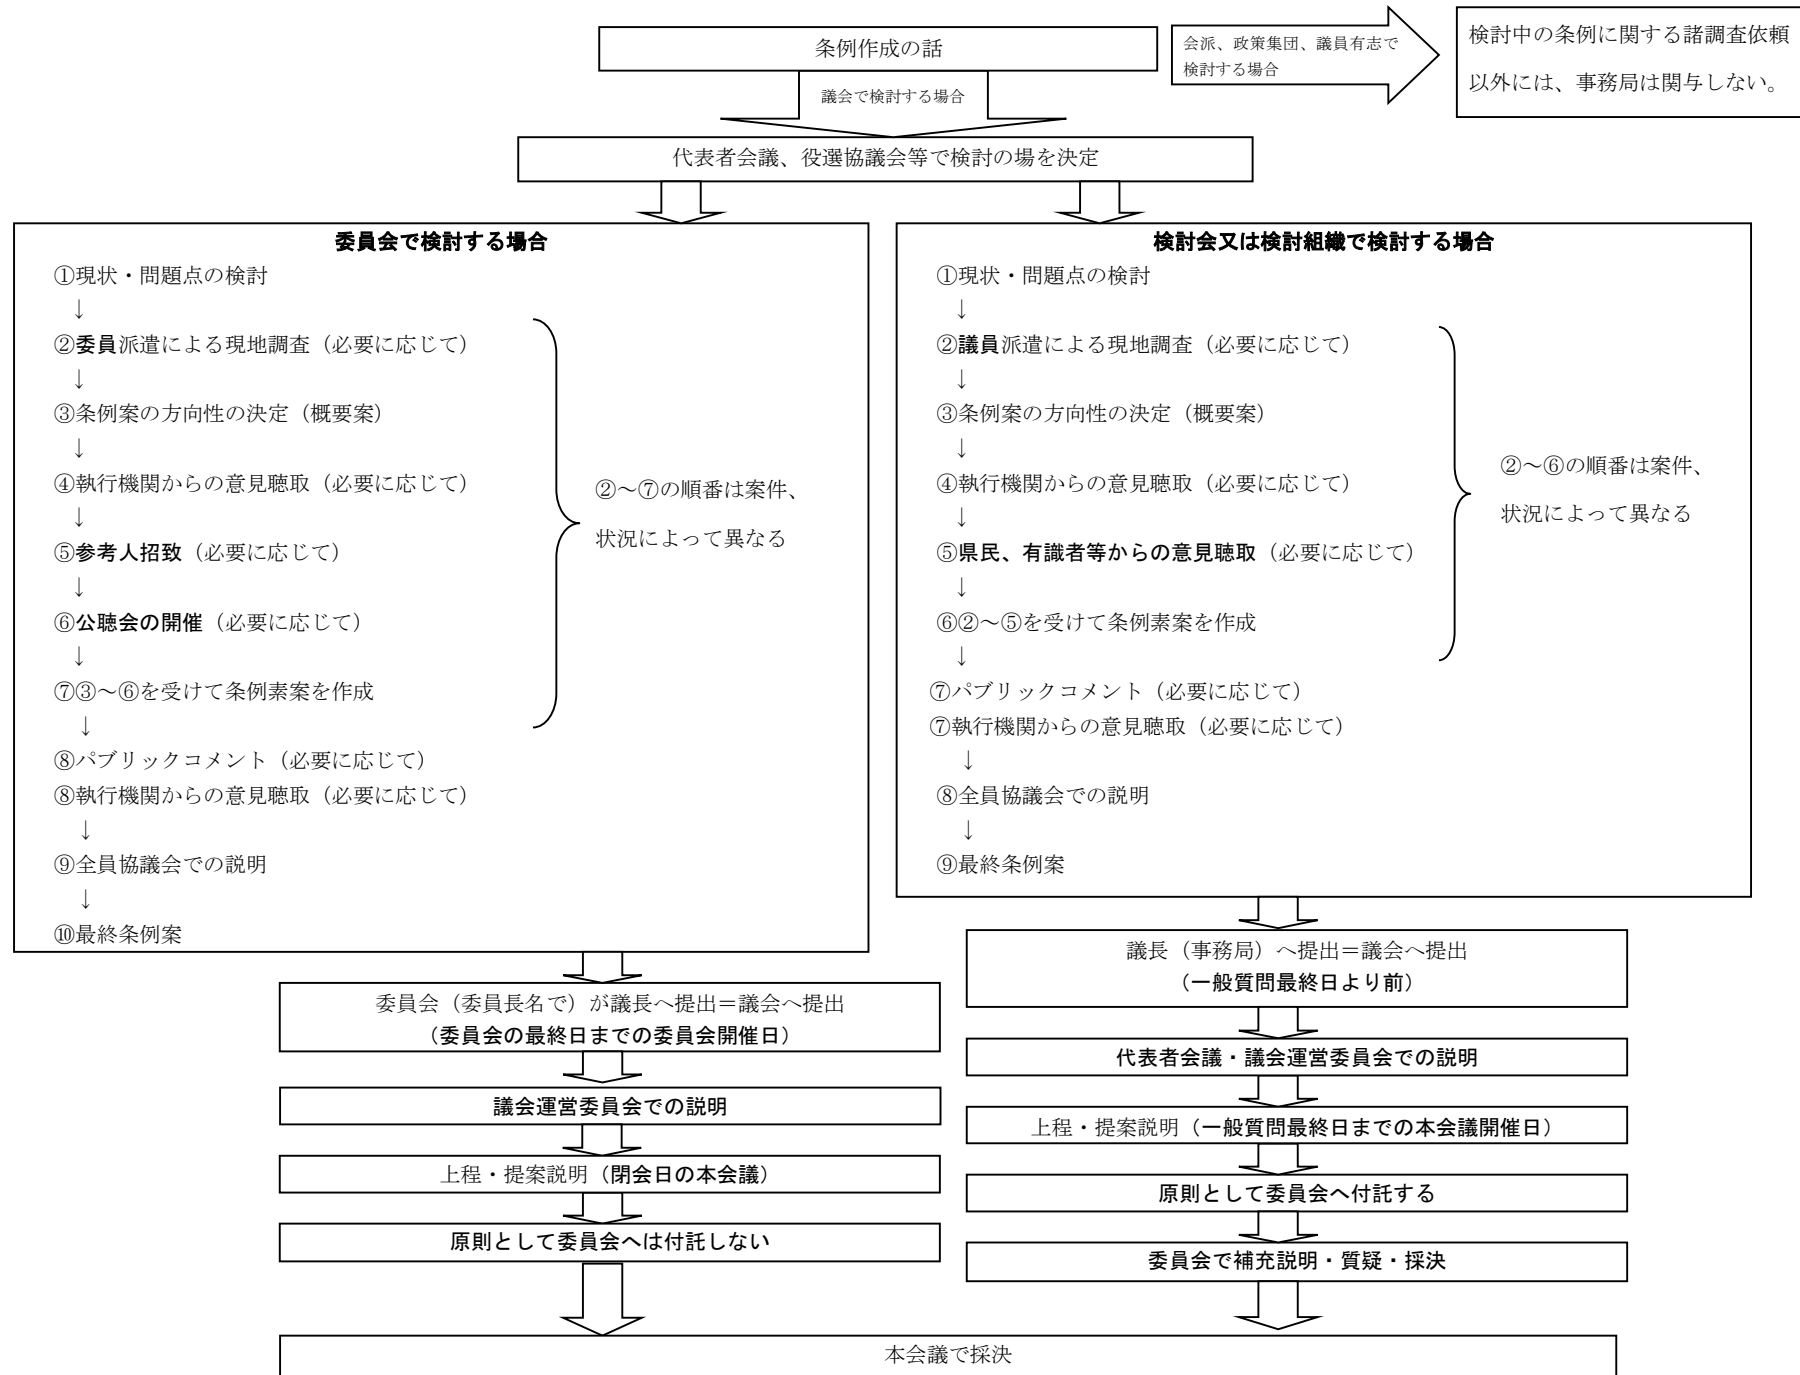 条例作成の話
会派、政策集団、議員有志で
検討する場合
検討中の条例に関する諸調査依頼
以外には、事務局は関与しない。
議会で検討する場合
代表者会議、役選協議会等で検討の場を決定
委員会で検討する場合
①現状・問題点の検討
↓
②委員派遣による現地調査（必要に応じて）
↓
③条例案の方向性の決定（概要案）
↓
④執行機関からの意見聴取（必要に応じて）
↓
⑤参考人招致（必要に応じて）
↓
⑥公聴会の開催（必要に応じて）
↓
⑦③～⑥を受けて条例素案を作成
↓
⑧パブリックコメント（必要に応じて）
⑧執行機関からの意見聴取（必要に応じて）
↓
⑨全員協議会での説明
↓
⑩最終条例案
②～⑦の順番は案件、
状況によって異なる
検討会又は検討組織で検討する場合
①現状・問題点の検討
↓
②議員派遣による現地調査（必要に応じて）
↓
③条例案の方向性の決定（概要案）
↓
④執行機関からの意見聴取（必要に応じて）
↓
⑤県民、有識者等からの意見聴取（必要に応じて）
↓
⑥②～⑤を受けて条例素案を作成
↓
⑦パブリックコメント（必要に応じて）
⑦執行機関からの意見聴取（必要に応じて）
↓
⑧全員協議会での説明
↓
⑨最終条例案
②～⑥の順番は案件、
状況によって異なる
委員会（委員長名で）が議長へ提出＝議会へ提出
（委員会の最終日までの委員会開催日）
議会運営委員会での説明
上程・提案説明（閉会日の本会議）
原則として委員会へは付託しない
議長（事務局）へ提出＝議会へ提出
（一般質問最終日より前）
代表者会議・議会運営委員会での説明
上程・提案説明（一般質問最終日までの本会議開催日）
原則として委員会へ付託する
委員会で補充説明・質疑・採決
本会議で採決